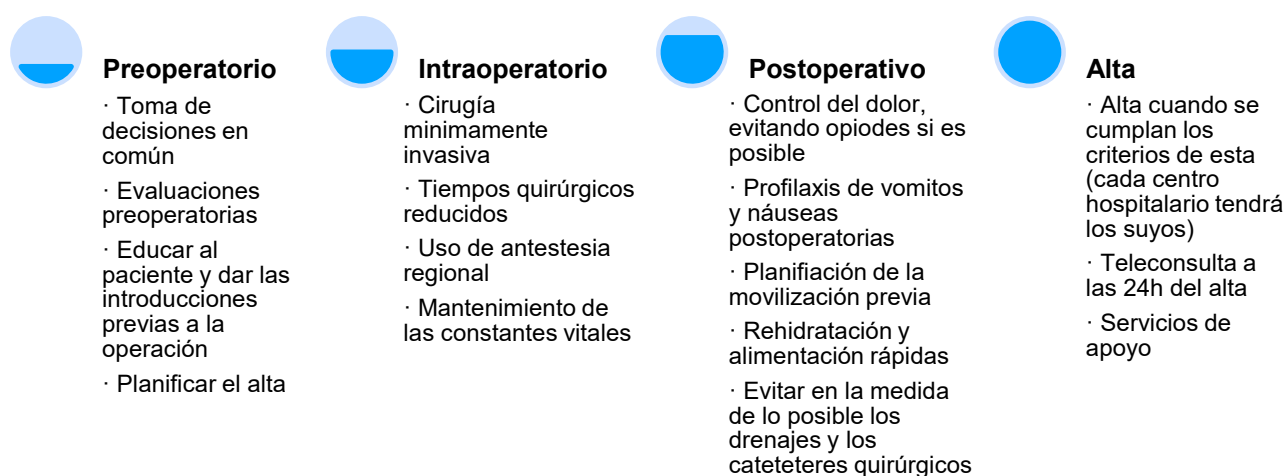 Preoperatorio
· Toma de
decisiones en
común
· Evaluaciones
preoperatorias
· Educar al
paciente y dar las
introducciones
previas a la
operación
· Planificar el alta
Intraoperatorio
· Cirugía
minimamente
invasiva
· Tiempos quirúrgicos
reducidos
· Uso de antestesia
regional
· Mantenimiento de
las constantes vitales
Postoperativo
· Control del dolor,
evitando opiodes si es
posible
· Profilaxis de vomitos
y náuseas
postoperatorias
· Planifiación de la
movilización previa
· Rehidratación y
alimentación rápidas
· Evitar en la medida
de lo posible los
drenajes y los
cateteteres quirúrgicos
Alta
· Alta cuando se
cumplan los
criterios de esta
(cada centro
hospitalario tendrá
los suyos)
· Teleconsulta a
las 24h del alta
· Servicios de
apoyo